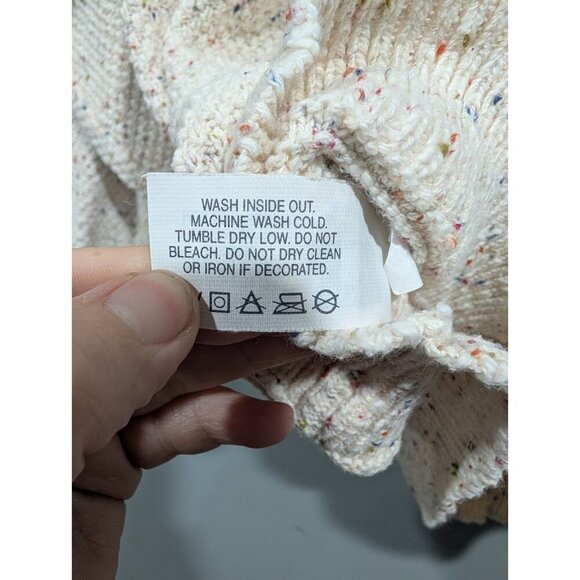 WASH INSIDE OUT.
MACHINE WASH COLD.
TUMBLE DRY LOW. DO NOT
BLEACH. DO NOT DRY CLEAN
OR IRON IF DECORATED.